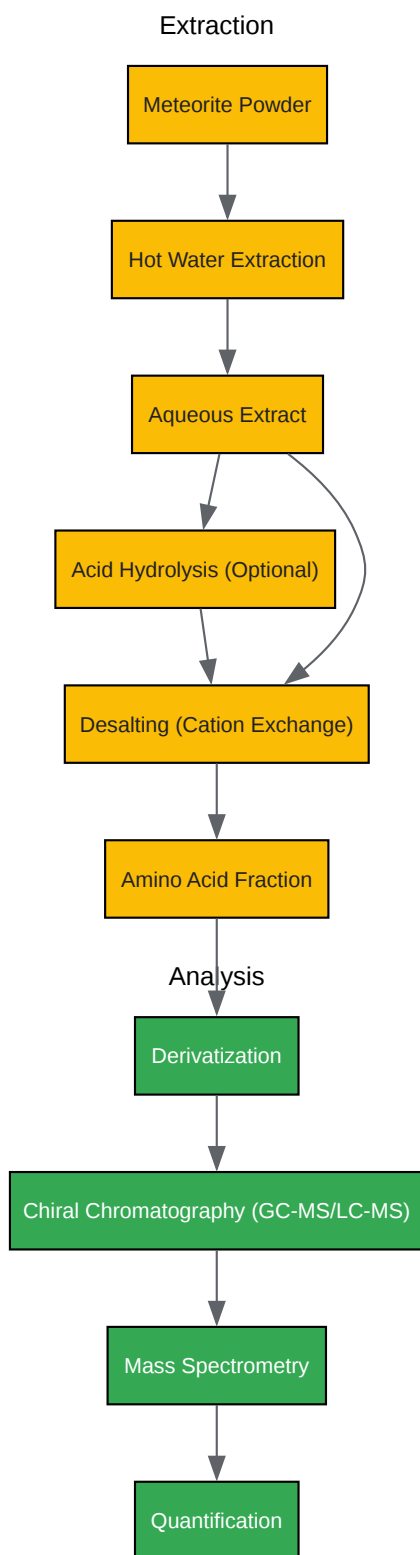 Extraction
Meteorite Powder
Hot Water Extraction
Aqueous Extract
Acid Hydrolysis (Optional)
Desalting (Cation Exchange)
Amino Acid Fraction
Analysis
Derivatization
Chiral Chromatography (GC-MS/LC-MS)
Mass Spectrometry
Quantification